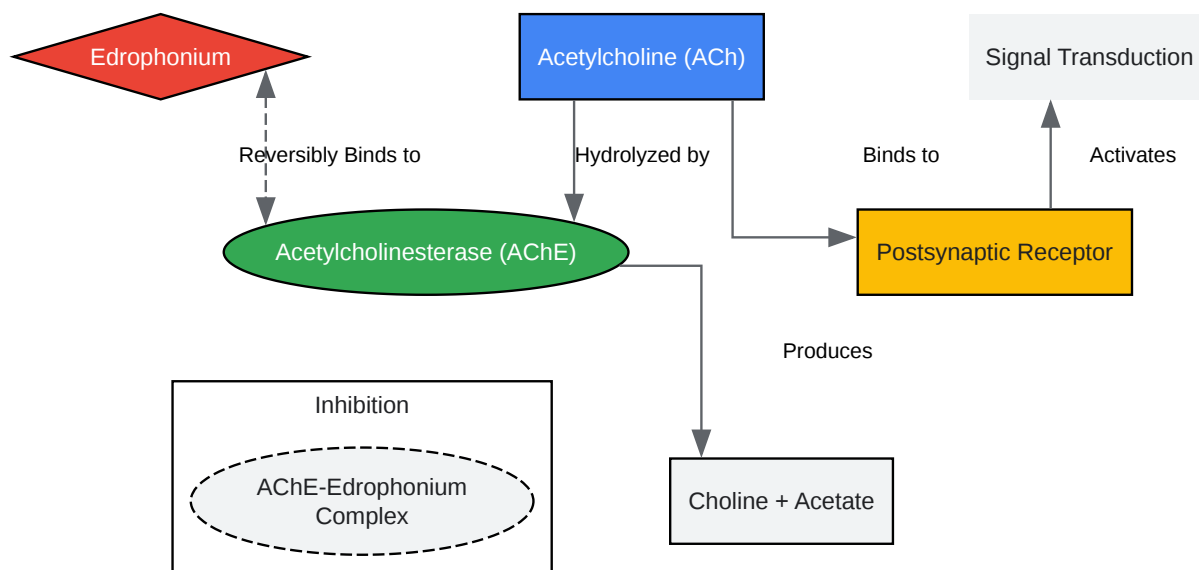 Edrophonium
Acetylcholine (ACh)
Signal Transduction
Reversibly Binds to
Hydrolyzed by
Binds to
Activates
Acetylcholinesterase (AChE)
Postsynaptic Receptor
Produces
Inhibition
AChE-Edrophonium
Complex
Choline + Acetate